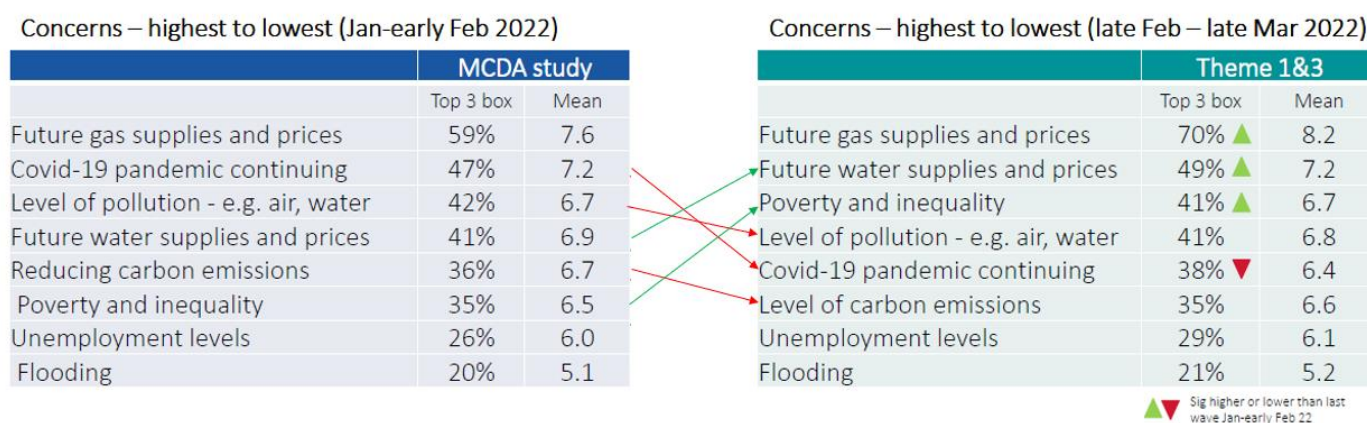 Concerns – highest to lowest (Jan-early Feb 2022)
MCDA study
Top 3 box Mean
Future gas supplies and prices 59% 7.6
Covid-19 pandemic continuing 47% 7.2
Level of pollution - e.g. air, water 42% 6.7
Future water supplies and prices 41% 6.9
Reducing carbon emissions 36% 6.7
Poverty and inequality 35% 6.5
Unemployment levels 26% 6.0
Flooding 20% 5.1
Concerns – highest to lowest (late Feb – late Mar 2022)
Theme 1&3
Top 3 box Mean
Future gas supplies and prices 70% 8.2
Future water supplies and prices 49% 7.2
Poverty and inequality 41% 6.7
Level of pollution - e.g. air, water 41% 6.8
Covid-19 pandemic continuing 38% 6.4
Level of carbon emissions 35% 6.6
Unemployment levels 29% 6.1
Flooding 21% 5.2
Sig higher or lower than last
wave Jan-early Feb 22